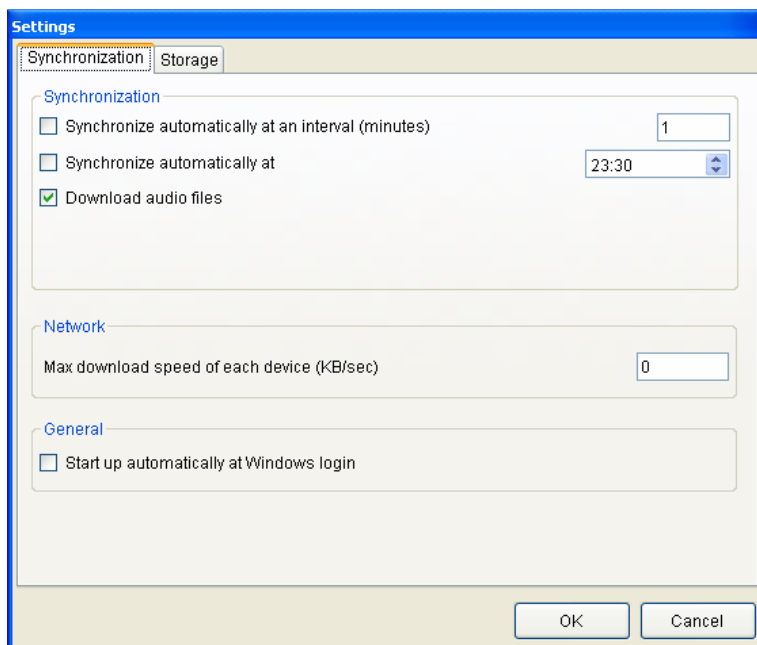 Settings
Synchronization Storage
Synchronization
Synchronize automatically at an interval (minutes) 1
Synchronize automatically at 23:30
Download audio files
Network
Max download speed of each device (KB/sec) 0
General
Start up automatically at Windows login
OK Cancel